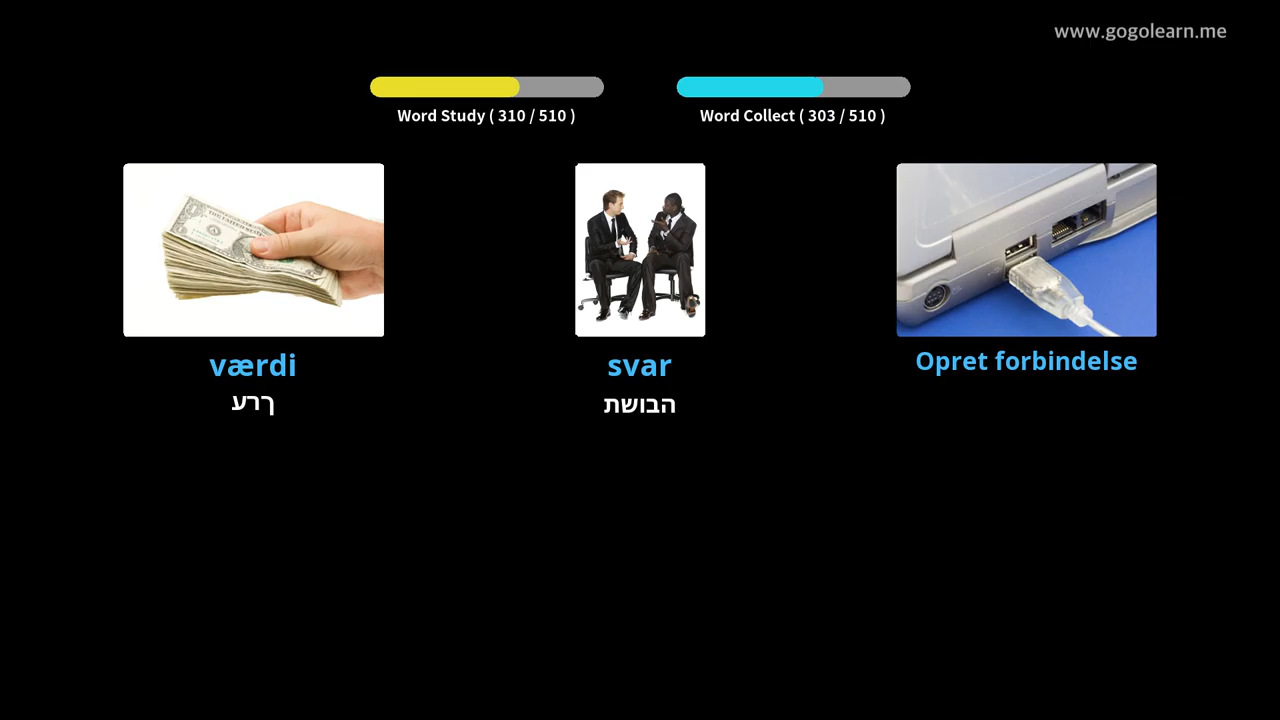 www.gogolearn.me
Word Study ( 310 / 510 )
Word Collect ( 303 / 510 )
værdi
ךרע
svar
הבושת
Opret forbindelse